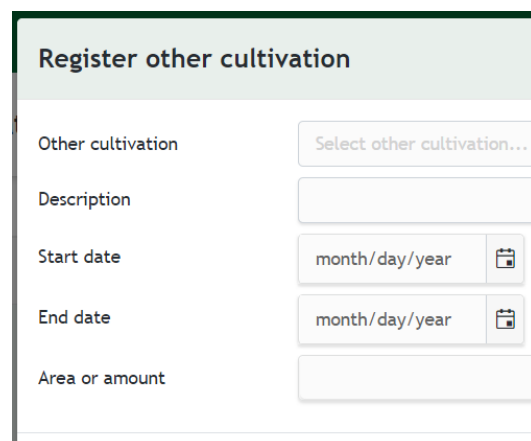 Register other cultivation
Other cultivation Select other cultivation...
Description
Start date month/day/year
End date month/day/year
Area or amount